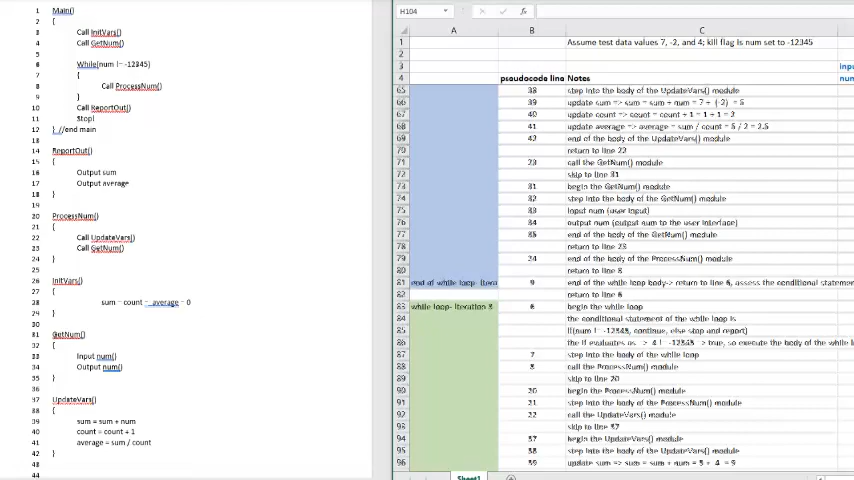 1 Main()
2 {
3 Call InitVars()
4 Call GetNum()
6 While(num != -12345)
7 {
8 Call ProcessNum()
9 }
10 Call ReportOut()
11 Stop!
12 } //end main
14 ReportOut()
15 {
16 Output sum
17 Output average
18 }
20 ProcessNum()
21 {
22 Call UpdateVars()
23 Call GetNum()
24 }
26 InitVars()
27 {
28 sum = count = average = 0
29 }
30
31 GetNum()
32 {
33 Input num()
34 Output num()
35 }
37 UpdateVars()
38 {
39 sum = sum + num
40 count = count + 1
41 average = sum / count
42 }
43
44
H104
A B C
1 Assume test data values 7, -2, and 4; kill flag is num set to -12345
2
3 inpu
4 pseudocode line Notes num
65 38 step into the body of the UpdateVars() module
66 39 update sum => sum = sum + num = 7 + (-2) = 5
67 40 update count => count = count + 1 = 1 + 1 = 2
68 41 update average => average = sum / count = 5 / 2 = 2.5
69 42 end of the body of the UpdateVars() module
70 return to line 22
71 23 call the GetNum() module
72 skip to line 31
73 31 begin the GetNum() module
74 32 step into the body of the GetNum() module
75 33 input num (user input)
76 34 output num (output num to the user interface)
77 35 end of the body of the GetNum() module
78 return to line 23
79 24 end of the body of the ProcessNum() module
80 return to line 8
81 end of while loop- itera 9 end of the while loop body-> return to line 6, assess the conditional statement
82 return to line 6
83 while loop- iteration 3 6 begin the while loop
84 the conditional statement of the while loop is
85 if(num != -12345, continue, else stop and report)
86 the if evaluates as => 4 != -12345 => true, so execute the body of the while l
87 7 step into the body of the while loop
88 8 call the ProcessNum() module
89 skip to line 20
90 20 begin the ProcessNum() module
91 21 step into the body of the ProcessNum() module
92 22 call the UpdateVars() module
93 skip to line 37
94 37 begin the UpdateVars() module
95 38 step into the body of the UpdateVars() module
96 39 update sum => sum = sum + num = 5 + 4 = 9
Sheet1